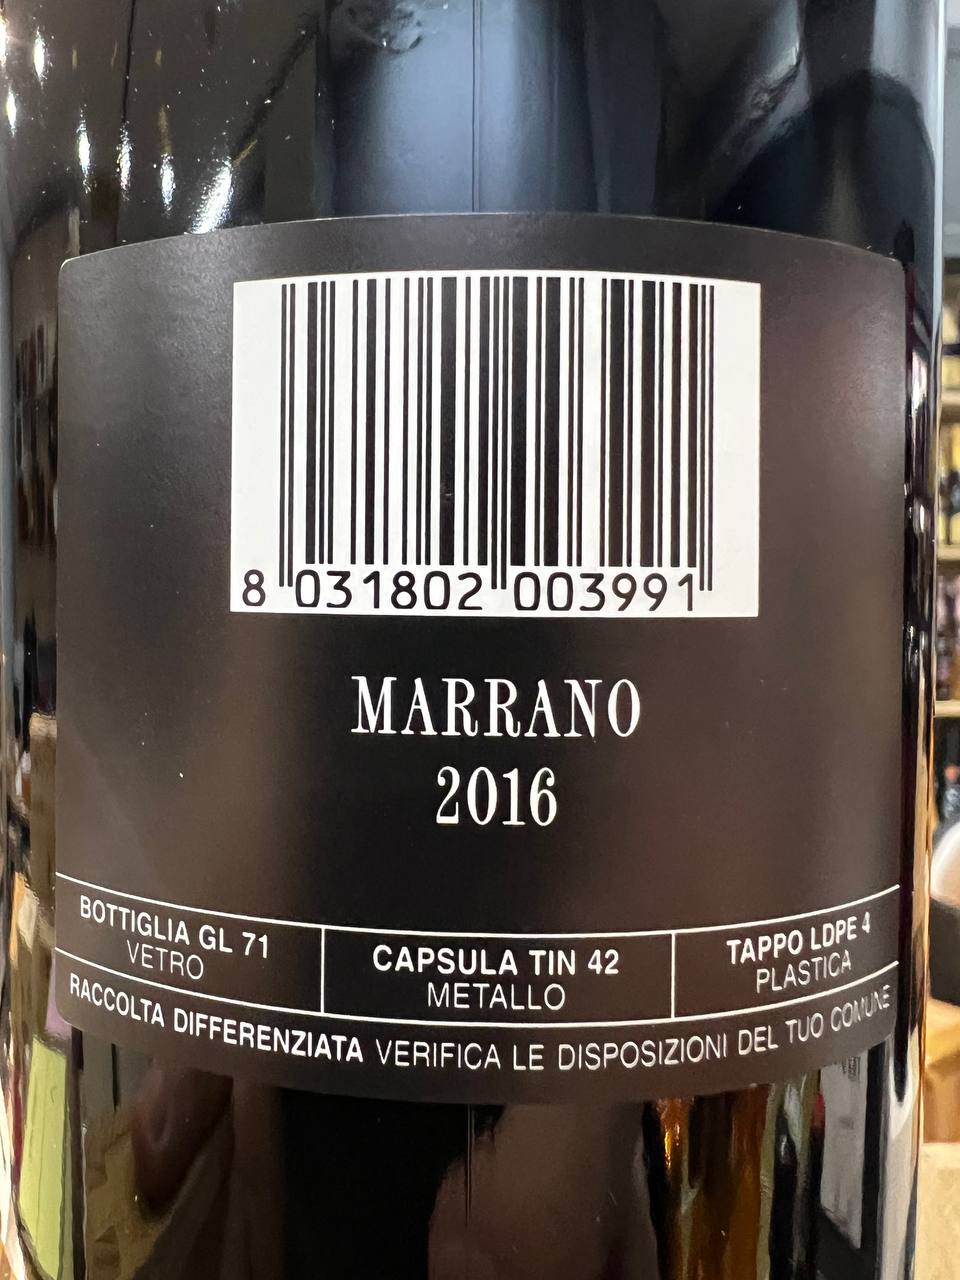 8 031802 003991
MARRANO
2016
BOTTIGLIA GL 71
VETRO
CAPSULA TIN 42
METALLO
TAPPO LDPE 4
PLASTICA
RACCOLTA DIFFERENZIATA VERIFICA LE DISPOSIZIONI DEL TUO COMUNE